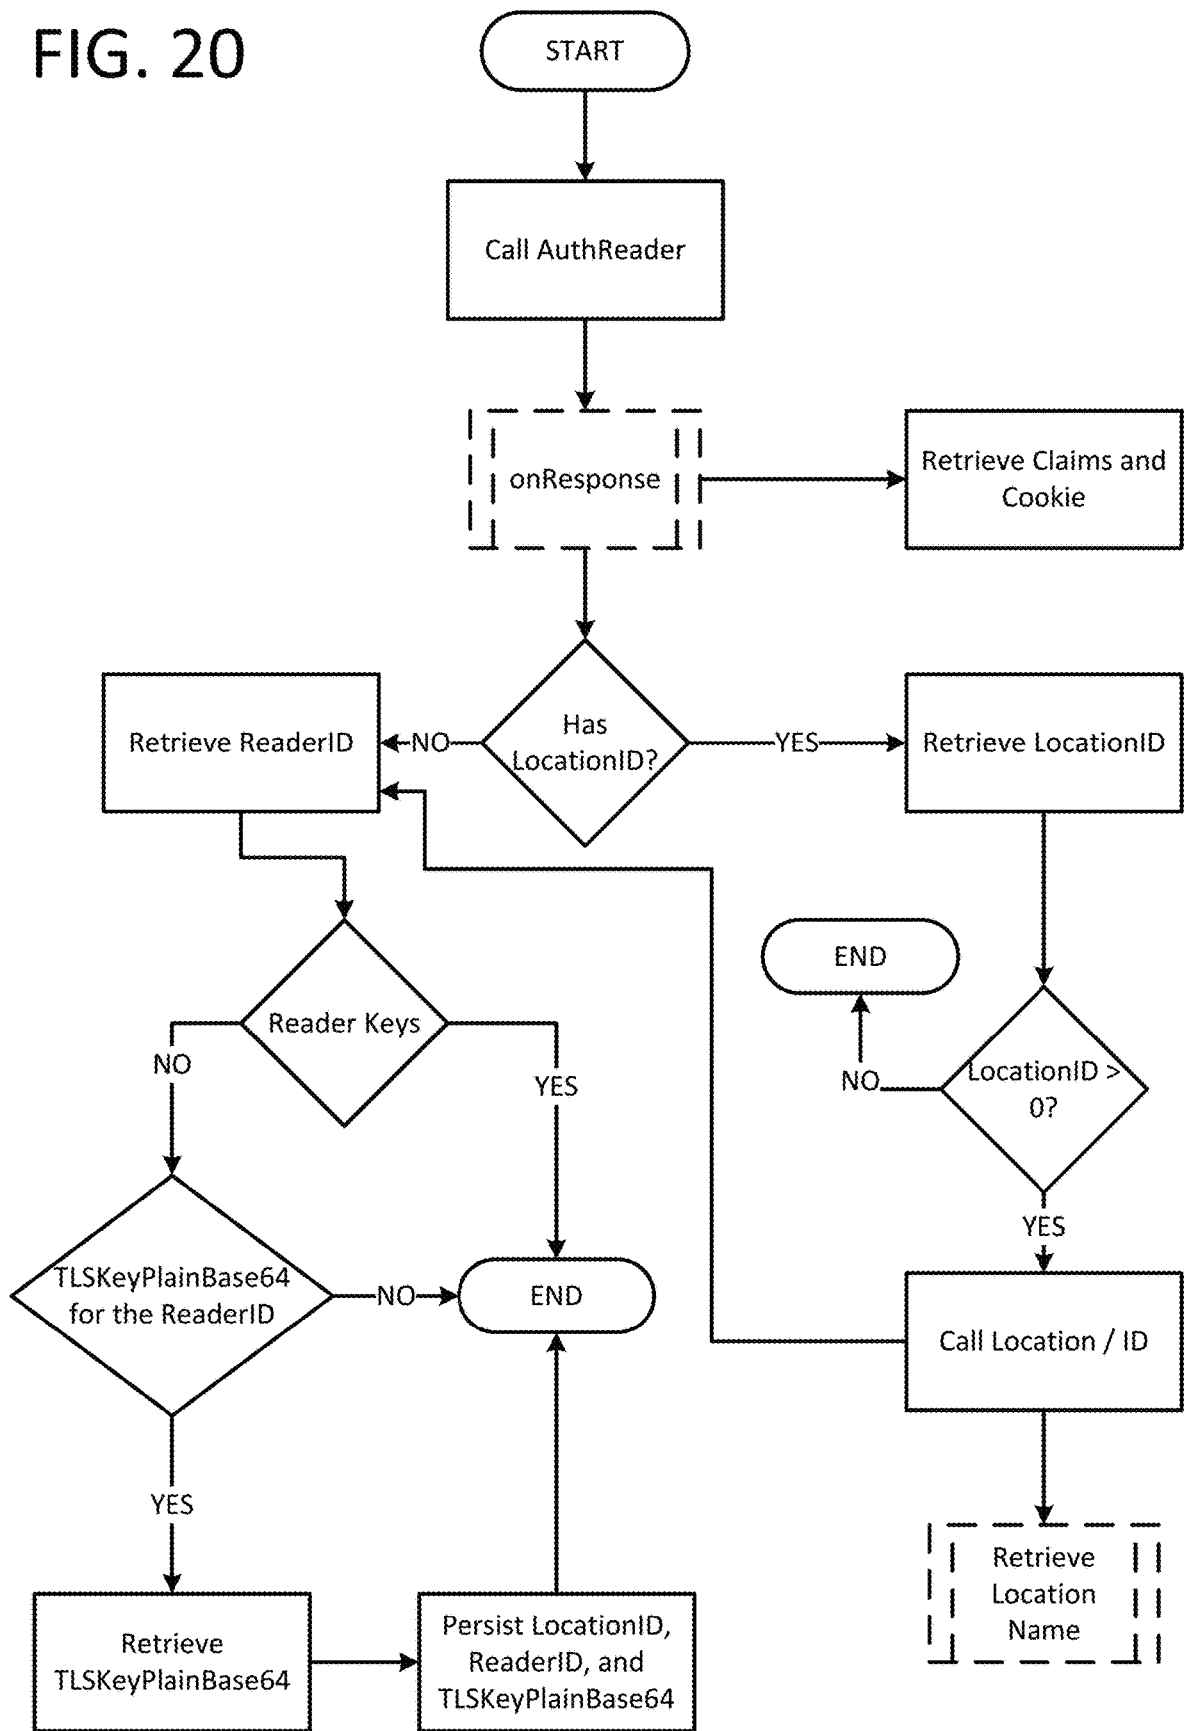 FIG. 20
START
Call AuthReader
onResponse
Retrieve Claims and
Cookie
Has
LocationID?
NO
YES
Retrieve ReaderID
Retrieve LocationID
END
Reader Keys
NO
YES
LocationID >
0?
NO
YES
TLSKeyPlainBase64
for the ReaderID
NO
END
Call Location / ID
YES
Retrieve
Location
Name
Retrieve
TLSKeyPlainBase64
Persist LocationID,
ReaderID, and
TLSKeyPlainBase64